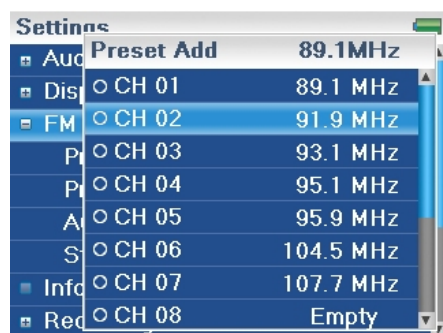 Settings
Preset Add 89.1MHz
CH 01 89.1 MHz
CH 02 91.9 MHz
FM
CH 03 93.1 MHz
CH 04 95.1 MHz
CH 05 95.9 MHz
CH 06 104.5 MHz
CH 07 107.7 MHz
CH 08 Empty